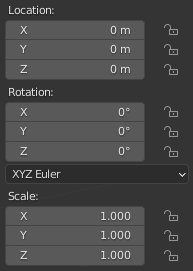 Location:
X 0 m
Y 0 m
Z 0 m
Rotation:
X 0°
Y 0°
Z 0°
XYZ Euler
Scale:
X 1.000
Y 1.000
Z 1.000